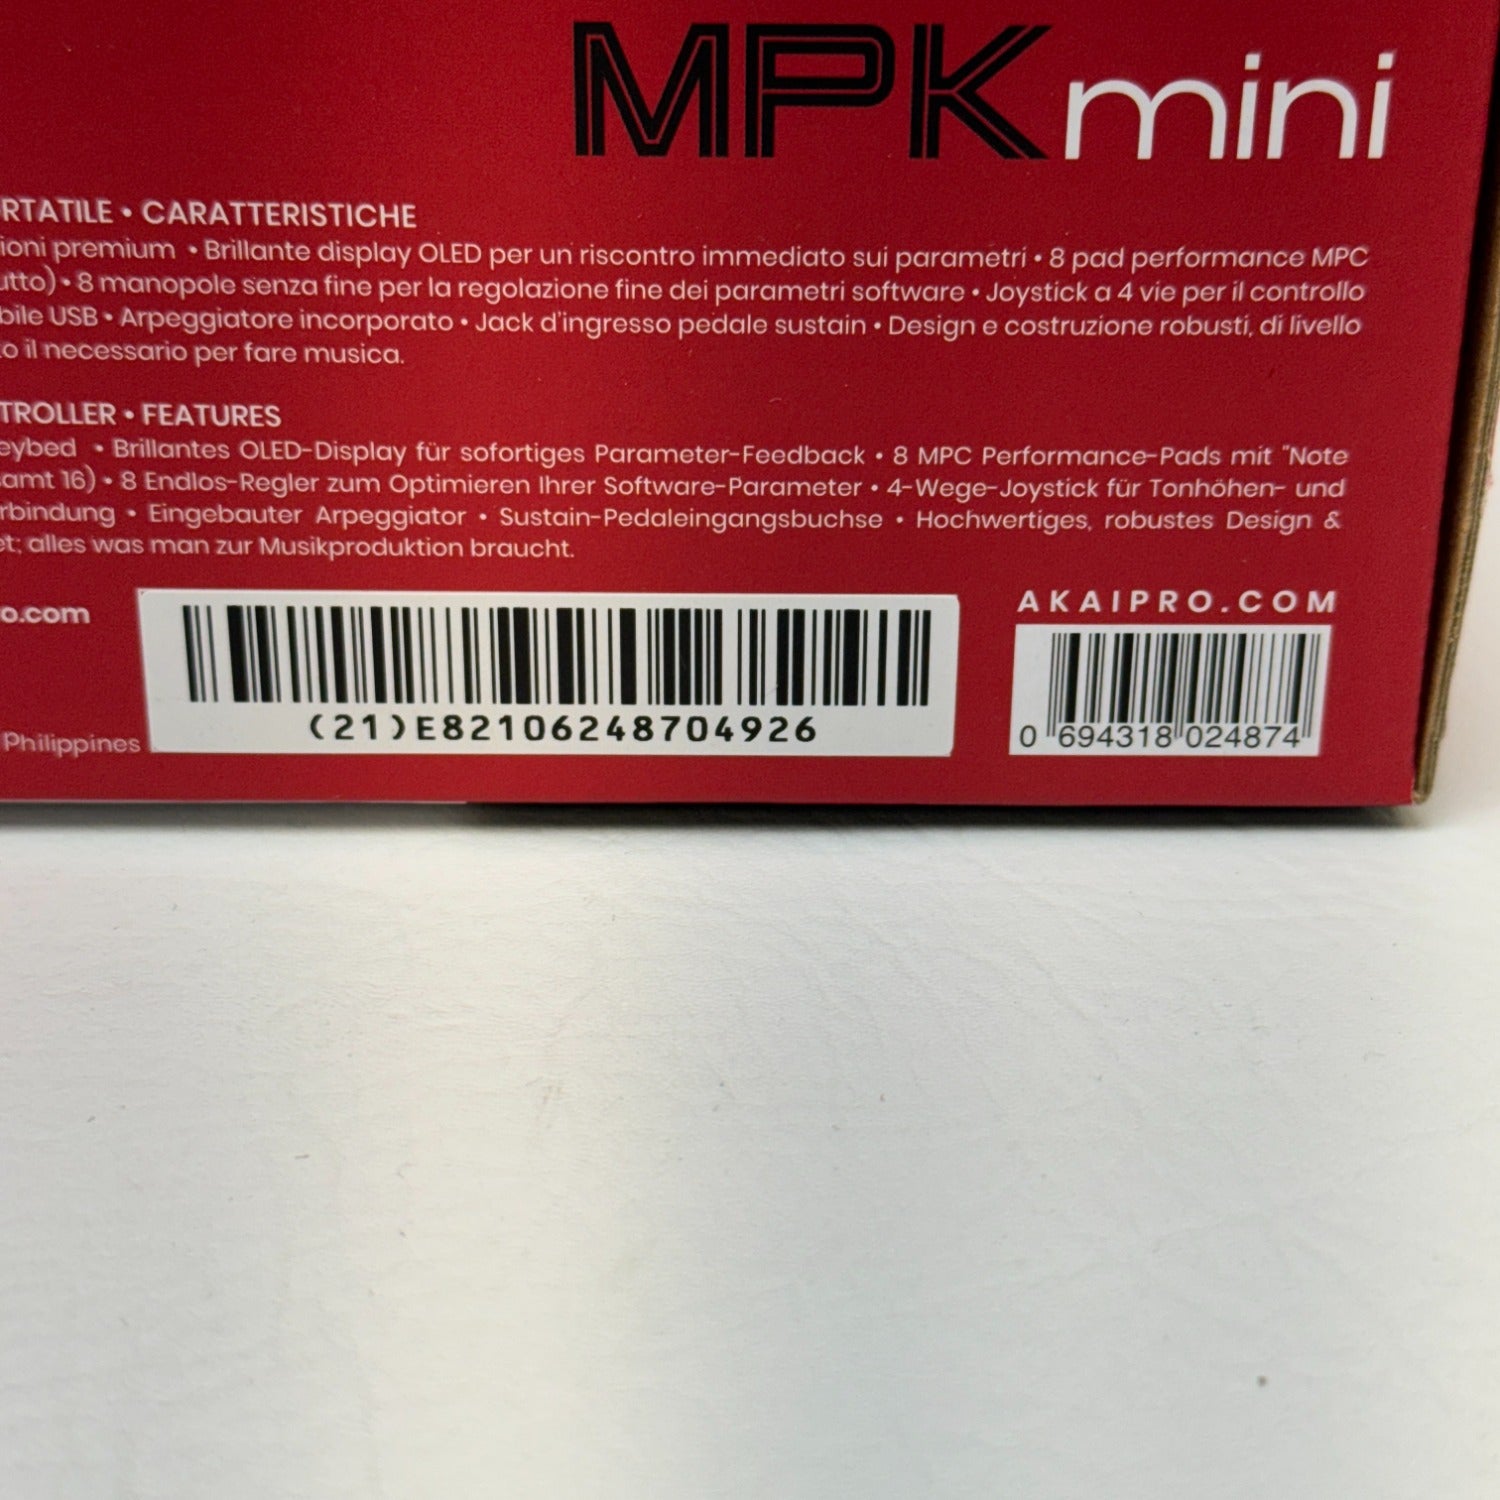 MPK mini
RTATILE • CARATTERISTICHE
ioni premium • Brillante display OLED per un riscontro immediato sui parametri • 8 pad performance MPC
utto) • 8 manopole senza fine per la regolazione fine dei parametri software • Joystick a 4 vie per il controllo
bile USB • Arpeggiatore incorporato • Jack d'ingresso pedale sustain • Design e costruzione robusti, di livello
o il necessario per fare musica.
TROLLER • FEATURES
eybed • Brillantes OLED-Display für sofortiges Parameter-Feedback • 8 MPC Performance-Pads mit "Note
amt 16) • 8 Endlos-Regler zum Optimieren Ihrer Software-Parameter • 4-Wege-Joystick für Tonhöhen- und
rbindung • Eingebauter Arpeggiator • Sustain-Pedaleingangsbuchse • Hochwertiges, robustes Design &
et; alles was man zur Musikproduktion braucht.
o.com
AKAIPRO.COM
(21)E82106248704926
0 694318 024874
Philippines